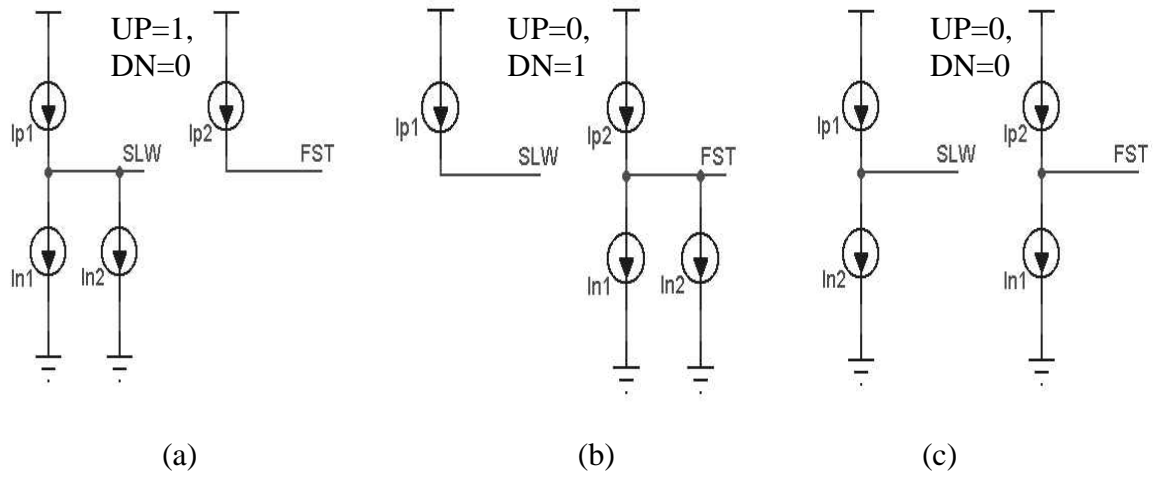 UP=1,
DN=0
Ip1
Ip2
SLW
FST
In1
In2
(a)
UP=0,
DN=1
Ip1
Ip2
SLW
FST
In1
In2
(b)
UP=0,
DN=0
Ip1
Ip2
SLW
FST
In2
In1
(c)